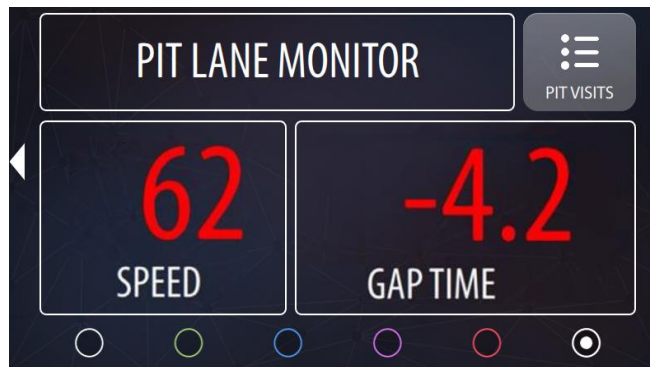 PIT LANE MONITOR
PIT VISITS
62
SPEED
-4.2
GAP TIME